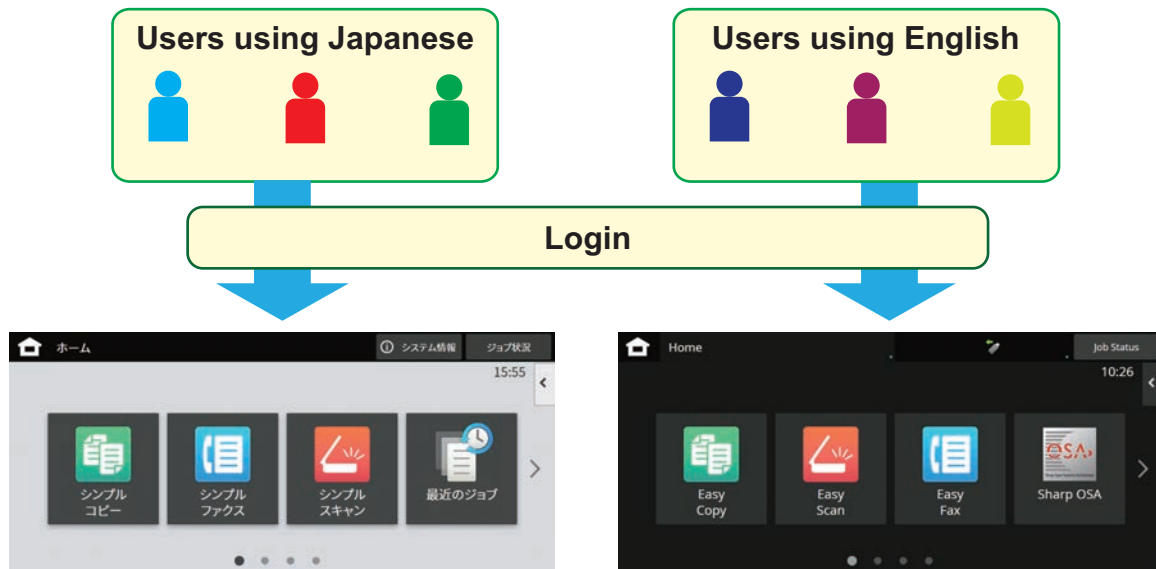 Users using Japanese
Users using English
Login
ホーム
システム情報
ジョブ状況
15:55
シンプル
コピー
シンプル
ファクス
シンプル
スキャン
最近のジョブ
Home
Job Status
10:26
Easy
Copy
Easy
Scan
Easy
Fax
OSA
Sharp OSA